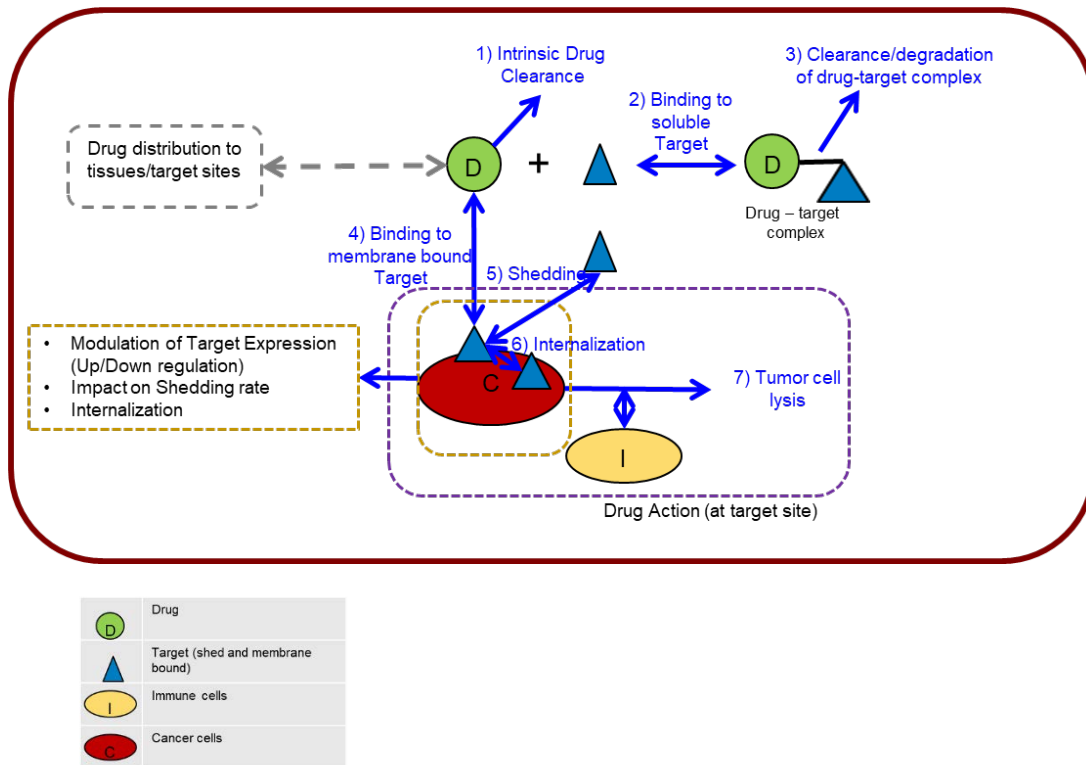 1) Intrinsic Drug
Clearance
3) Clearance/degradation
of drug-target complex
2) Binding to
soluble
Target
Drug distribution to
tissues/target sites
D
+
D
Drug – target
complex
4) Binding to
membrane bound
Target
5) Shedding
• Modulation of Target Expression
(Up/Down regulation)
• Impact on Shedding rate
• Internalization
6) Internalization
C
7) Tumor cell
lysis
I
Drug Action (at target site)
D
Drug
Target (shed and membrane
bound)
I
Immune cells
C
Cancer cells